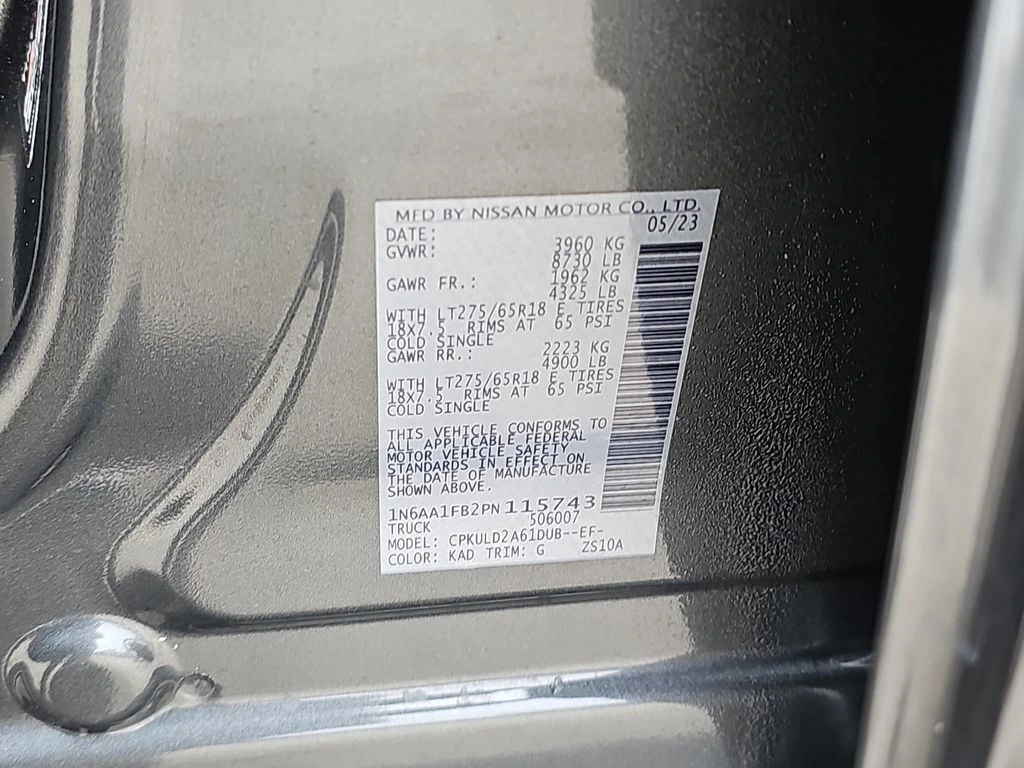 MFD BY NISSAN MOTOR CO., LTD.
DATE: 05/23
GVWR: 3960 KG
8730 LB
GAWR FR.: 1962 KG
4325 LB
WITH LT275/65R18 E TIRES
18X7.5 RIMS AT 65 PSI
COLD SINGLE
GAWR RR.: 2223 KG
4900 LB
WITH LT275/65R18 E TIRES
18X7.5 RIMS AT 65 PSI
COLD SINGLE
THIS VEHICLE CONFORMS TO
ALL APPLICABLE FEDERAL
MOTOR VEHICLE SAFETY
STANDARDS IN EFFECT ON
THE DATE OF MANUFACTURE
SHOWN ABOVE.
1N6AA1FB2PN115743
TRUCK 506007
MODEL: CPKULD2A61DUB--EF-
COLOR: KAD TRIM: G ZS10A